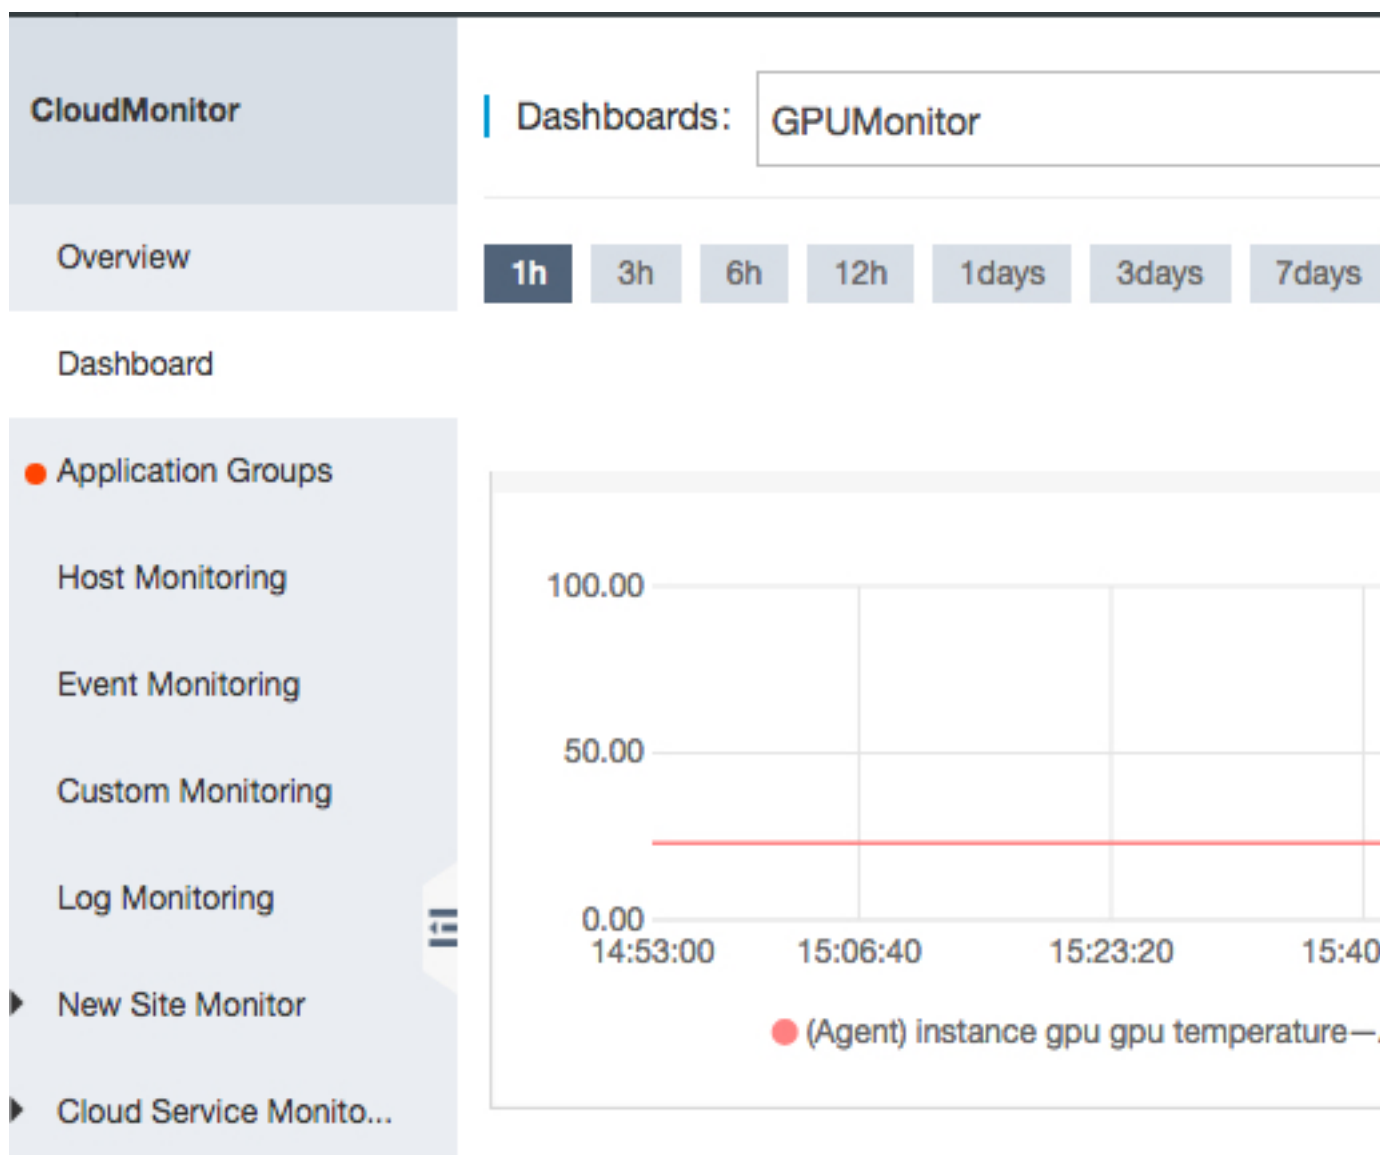 CloudMonitor
Overview
Dashboard
Application Groups
Host Monitoring
Event Monitoring
Custom Monitoring
Log Monitoring
New Site Monitor
Cloud Service Monito...
Dashboards: GPUMonitor
1h 3h 6h 12h 1days 3days 7days
100.00
50.00
0.00
14:53:00 15:06:40 15:23:20 15:40
(Agent) instance gpu gpu temperature—